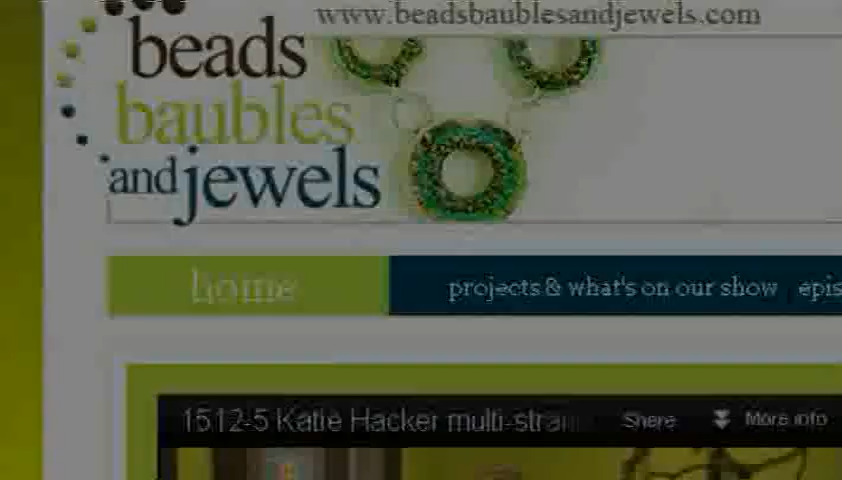 www.beadsbaublesandjewels.com
beads
baubles
and jewels
home
projects & what's on our show
1512-5 Katie Hacker
Share
More info